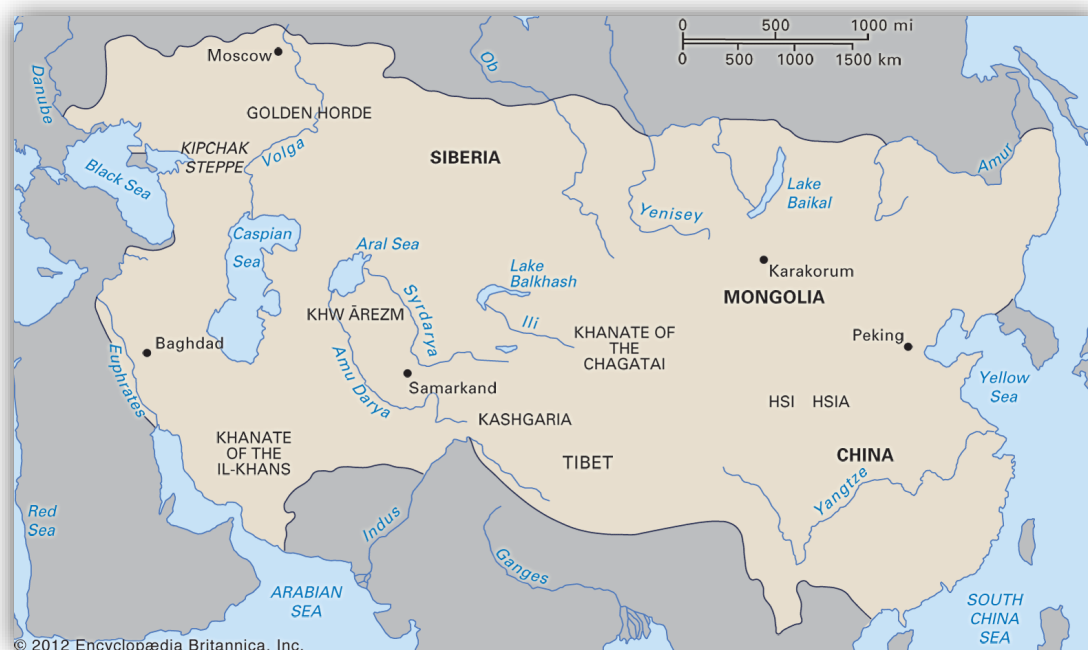 0 500 1000 mi
0 500 1000 1500 km
Moscow
Ob
Danube
GOLDEN HORDE
KIPCHAK
STEPPE
Volga
SIBERIA
Amur
Black Sea
Lake
Baikal
Yenisey
Caspian
Sea
Aral Sea
Lake
Balkhash
Karakorum
MONGOLIA
KHW ĀREZM
Syrdarya
Ili
KHANATE OF
THE
CHAGATAI
Peking
Baghdad
Euphrates
Amu Darya
Samarkand
Yellow
Sea
HSI HSIA
KASHGARIA
KHANATE
OF THE
IL-KHANS
TIBET
CHINA
Yangtze
Red
Sea
Indus
Ganges
ARABIAN
SEA
SOUTH
CHINA
SEA
© 2012 Encyclopædia Britannica, Inc.